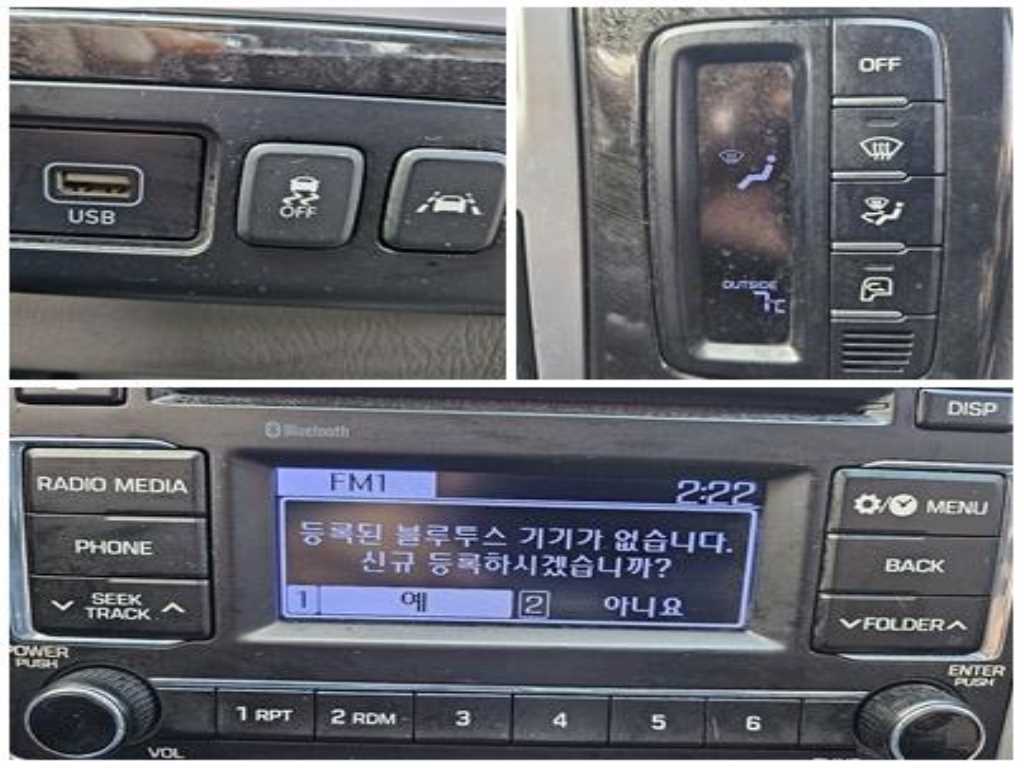 USB
OFF
OFF
OUTSIDE
7°C
Bluetooth
DISP
RADIO MEDIA
PHONE
SEEK
TRACK
FM1
2:22
등록된 블루투스 기기가 없습니다.
신규 등록하시겠습니까?
1 예 2 아니요
MENU
BACK
FOLDER
POWER
PUSH
VOL
1 RPT
2 RDM
3
4
5
6
ENTER
PUSH